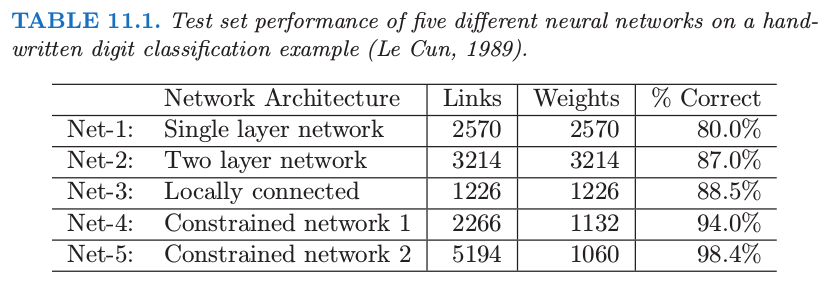 TABLE 11.1. Test set performance of five different neural networks on a hand-
written digit classification example (Le Cun, 1989).
Network Architecture Links Weights % Correct
Net-1: Single layer network 2570 2570 80.0%
Net-2: Two layer network 3214 3214 87.0%
Net-3: Locally connected 1226 1226 88.5%
Net-4: Constrained network 1 2266 1132 94.0%
Net-5: Constrained network 2 5194 1060 98.4%